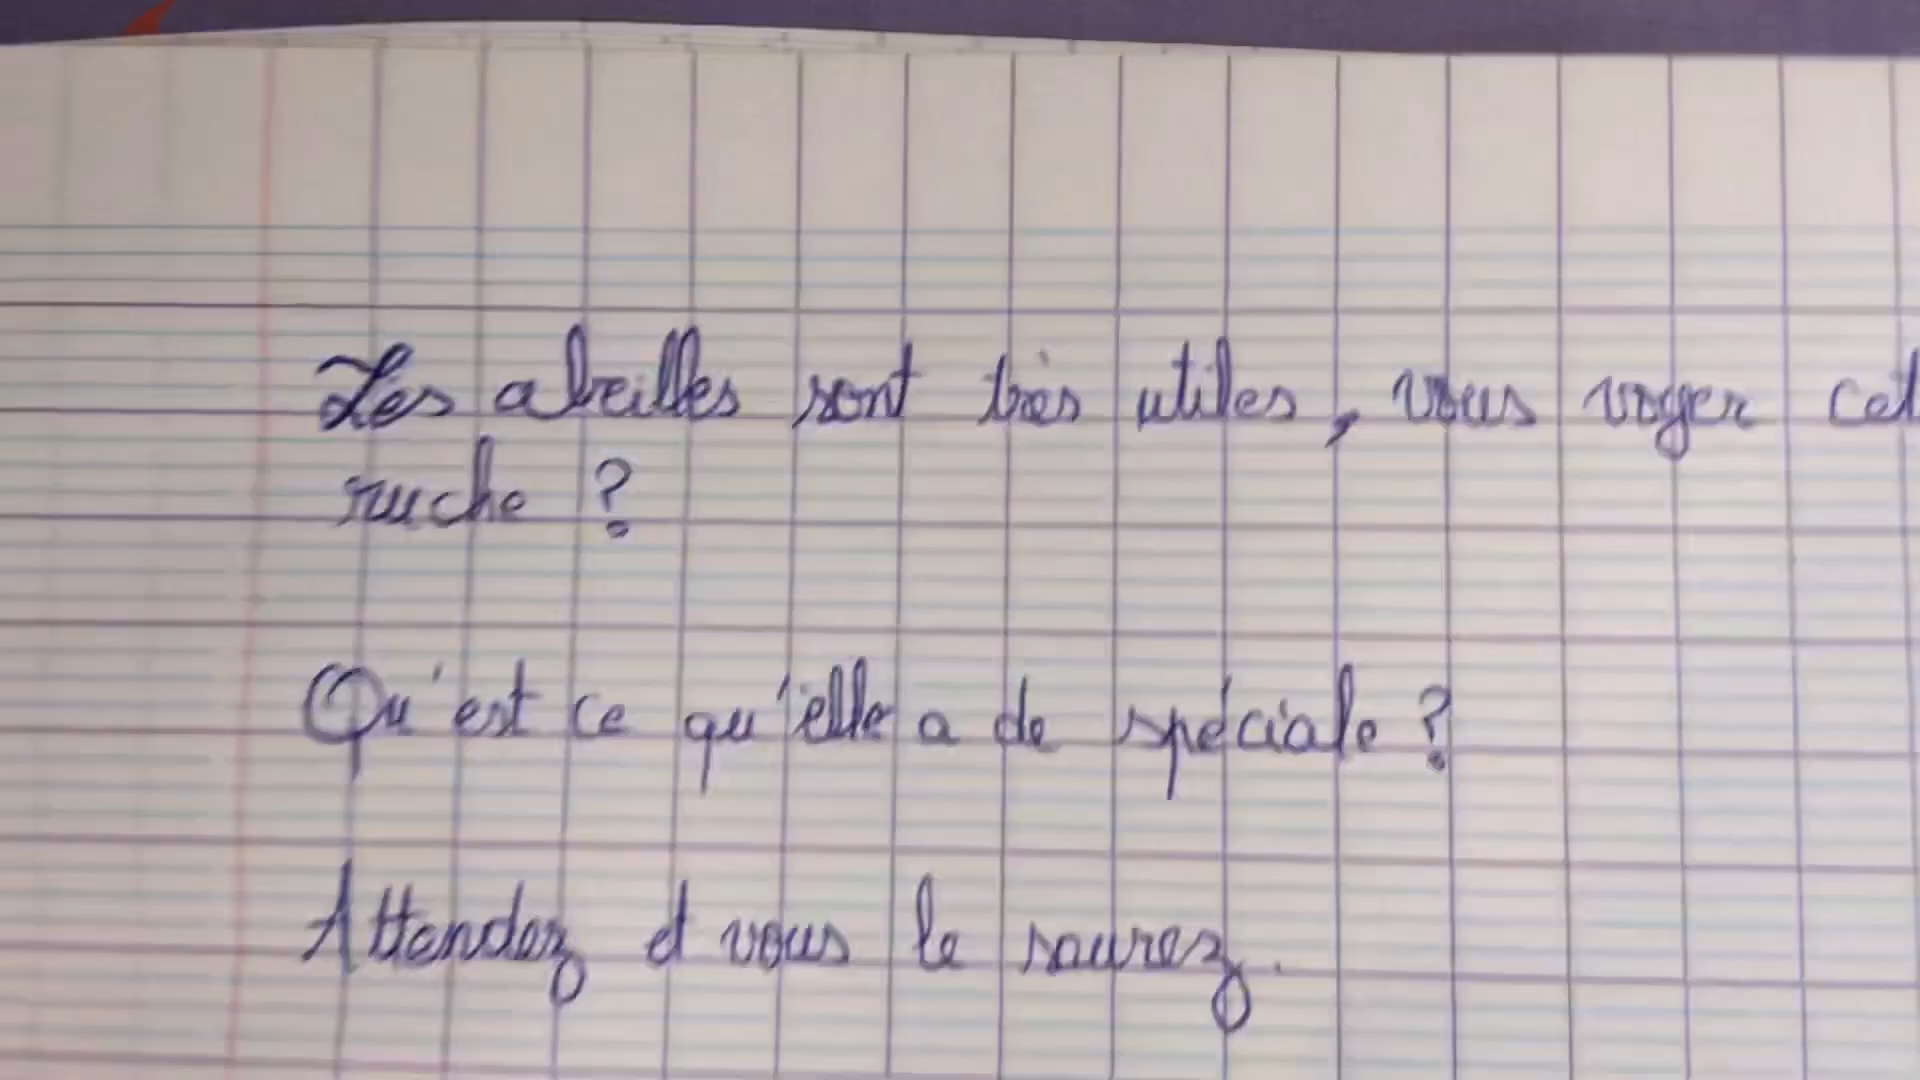 Les abeilles sont très utiles, vous voyer cet
ruche ?
Qu'est ce qu'elle a de spéciale ?
Attendez et vous le saurez.